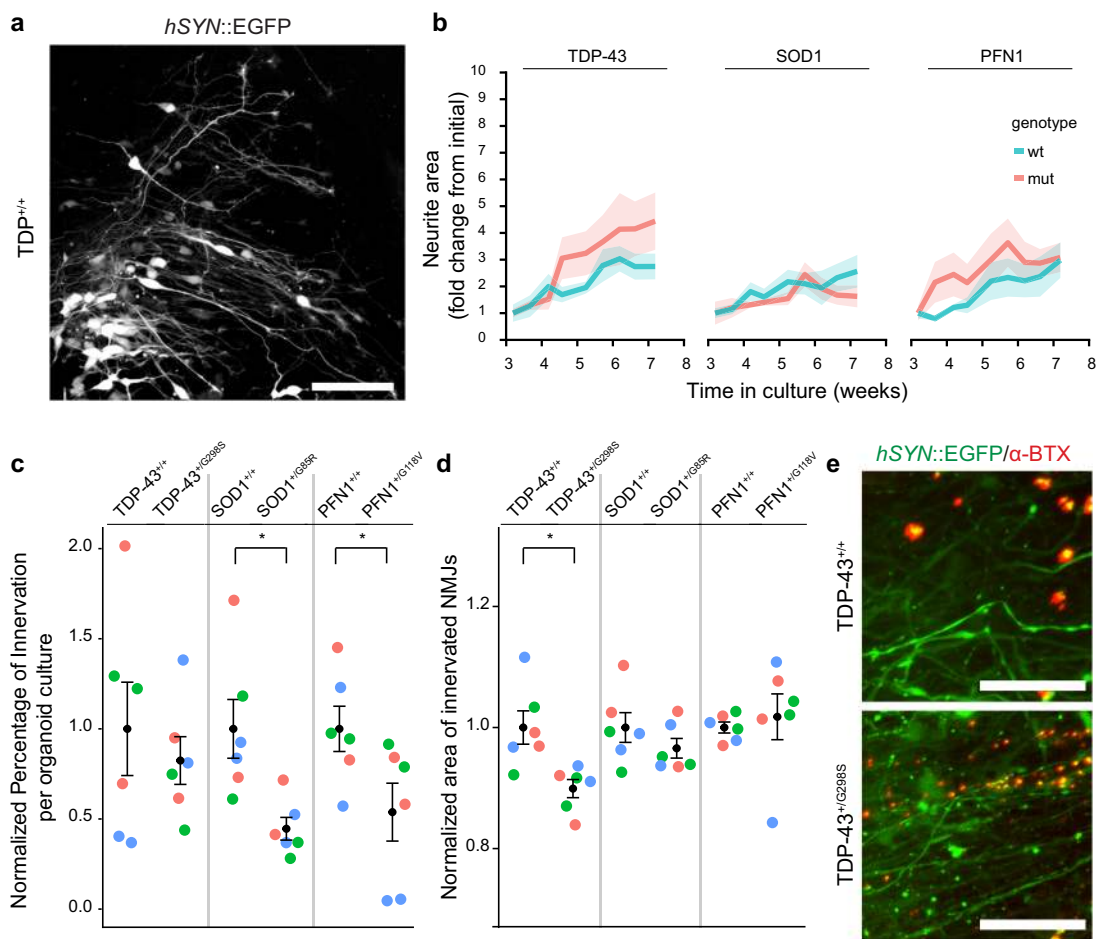 a
hSYN::EGFP
TDP+/+
b
TDP-43 SOD1 PFN1
Neurite area
(fold change from initial)
10
9
8
7
6
5
4
3
2
1
0
genotype
wt
mut
3 4 5 6 7 8 3 4 5 6 7 8 3 4 5 6 7 8
Time in culture (weeks)
c
TDP-43+/+ TDP-43+/G298S SOD1+/+ SOD1+/G85R PFN1+/+ PFN1+/G118V
Normalized Percentage of Innervation
per organoid culture
2.0
1.5
1.0
0.5
0.0
* *
d
TDP-43+/+ TDP-43+/G298S SOD1+/+ SOD1+/G85R PFN1+/+ PFN1+/G118V
Normalized area of innervated NMJs
1.2
1.0
0.8
*
e
hSYN::EGFP/α-BTX
TDP-43+/+
TDP-43+/G298S